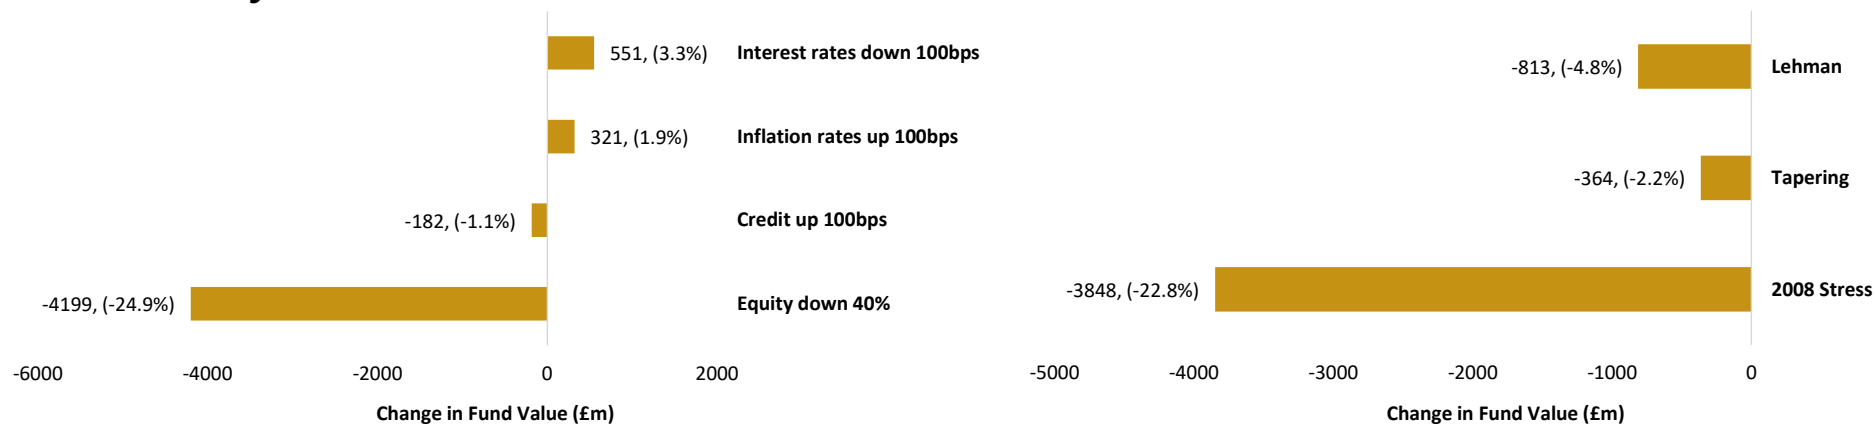 551, (3.3%) Interest rates down 100bps
321, (1.9%) Inflation rates up 100bps
-182, (-1.1%) Credit up 100bps
-4199, (-24.9%) Equity down 40%
-6000 -4000 -2000 0 2000
Change in Fund Value (£m)
-813, (-4.8%) Lehman
-364, (-2.2%) Tapering
-3848, (-22.8%) 2008 Stress
-5000 -4000 -3000 -2000 -1000 0
Change in Fund Value (£m)